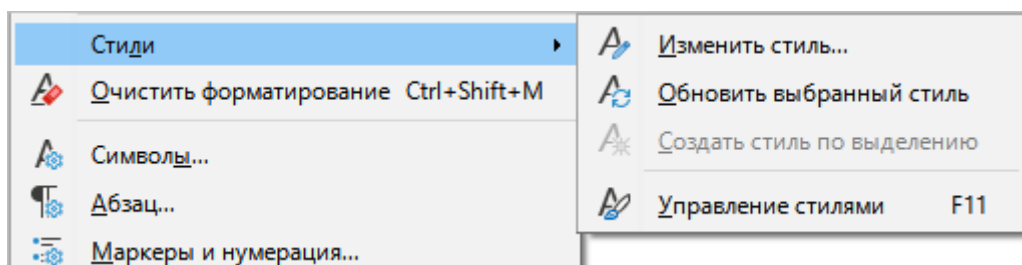 Стили
Очистить форматирование Ctrl+Shift+M
Символы...
Абзац...
Маркеры и нумерация...
Изменить стиль...
Обновить выбранный стиль
Создать стиль по выделению
Управление стилями F11